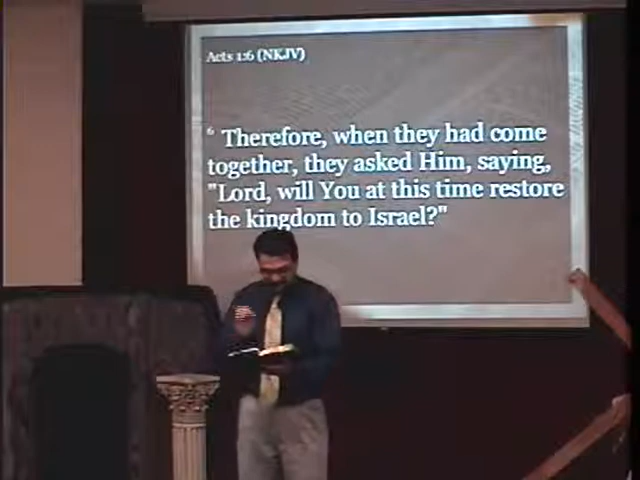 Acts 1:6 (NKJV)
6 Therefore, when they had come
together, they asked Him, saying,
"Lord, will You at this time restore
the kingdom to Israel?"